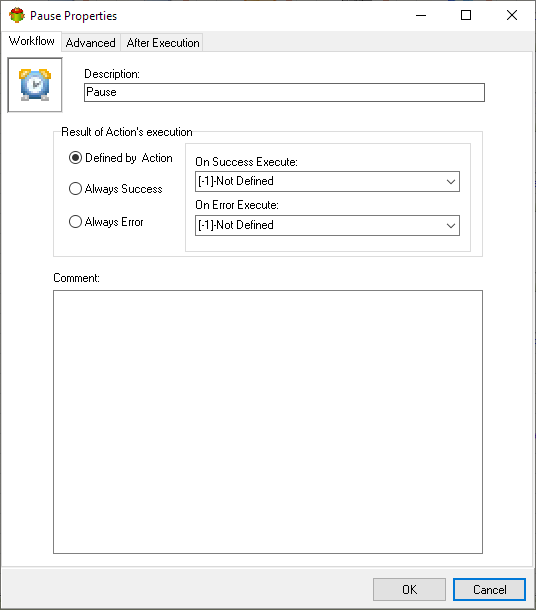 Pause Properties
Workflow
Advanced
After Execution
Description:
Pause
Result of Action's execution
Defined by Action
Always Success
Always Error
On Success Execute:
[-1]-Not Defined
On Error Execute:
[-1]-Not Defined
Comment:
OK
Cancel